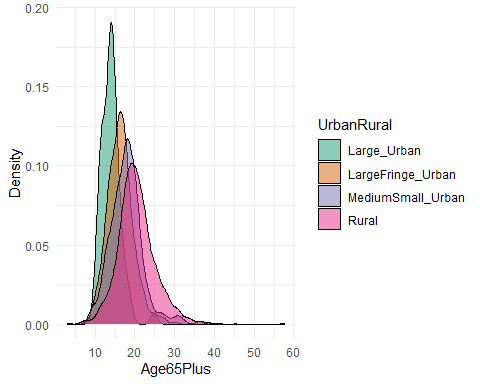 0.20
0.15
0.10
0.05
0.00
Density
10 20 30 40 50 60
Age65Plus
UrbanRural
Large_Urban
LargeFringe_Urban
MediumSmall_Urban
Rural